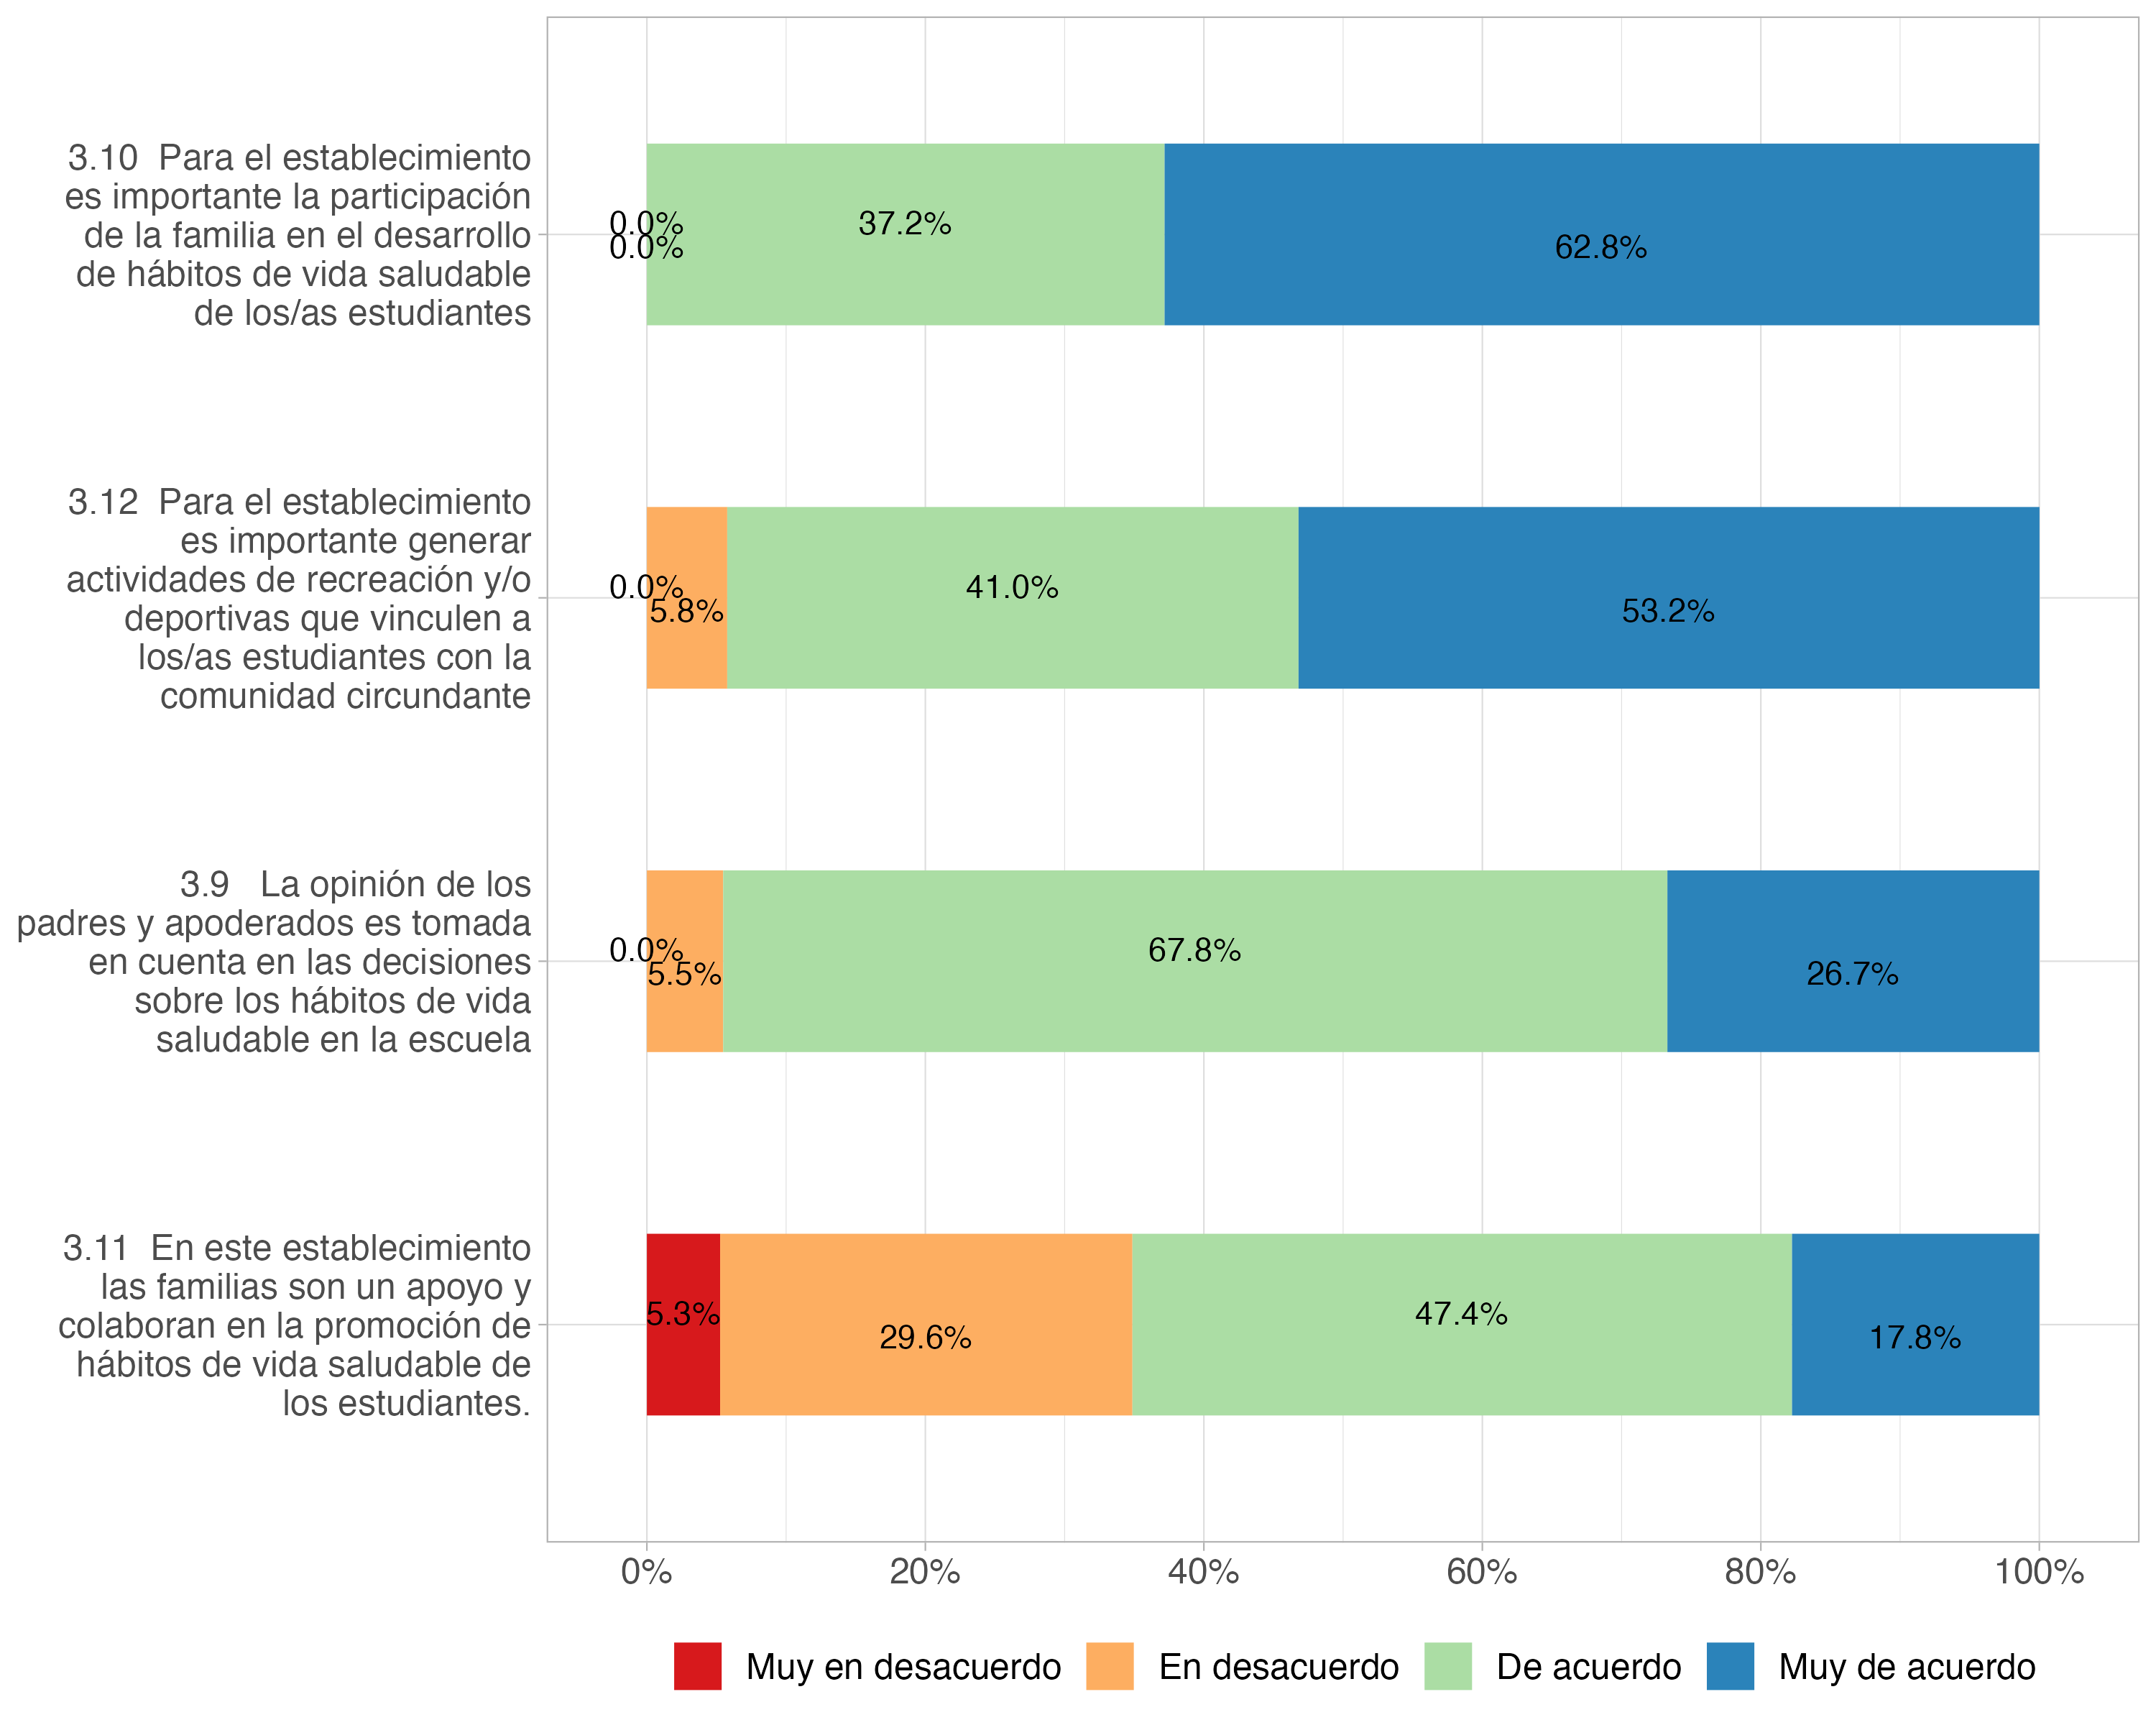 3.10  Para el establecimiento
es importante la participación
de la familia en el desarrollo
de hábitos de vida saludable
de los/as estudiantes
0.0%
0.0%
37.2%
62.8%
3.12  Para el establecimiento
es importante generar
actividades de recreación y/o
deportivas que vinculen a
los/as estudiantes con la
comunidad circundante
0.0%
5.8%
41.0%
53.2%
3.9   La opinión de los
padres y apoderados es tomada
en cuenta en las decisiones
sobre los hábitos de vida
saludable en la escuela
0.0%
5.5%
67.8%
26.7%
3.11  En este establecimiento
las familias son un apoyo y
colaboran en la promoción de
hábitos de vida saludable de
los estudiantes.
5.3%
29.6%
47.4%
17.8%
0% 20% 40% 60% 80% 100%
Muy en desacuerdo En desacuerdo De acuerdo Muy de acuerdo